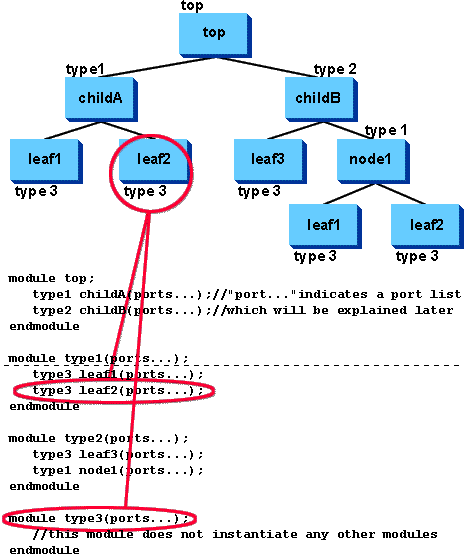 top
top
type1
type 2
childA
childB
type 1
leaf1
leaf2
leaf3
node1
type 3
type 3
type 3
leaf1
leaf2
type 3
type 3
module top;
type1 childA(ports...);//"port..."indicates a port list
type2 childB(ports...);//which will be explained later
endmodule
module type1(ports...);
type3 leaf1(ports...);
type3 leaf2(ports...);
endmodule
module type2(ports...);
type3 leaf3(ports...);
type1 node1(ports...);
endmodule
module type3(ports...);
//this module does not instantiate any other modules
endmodule